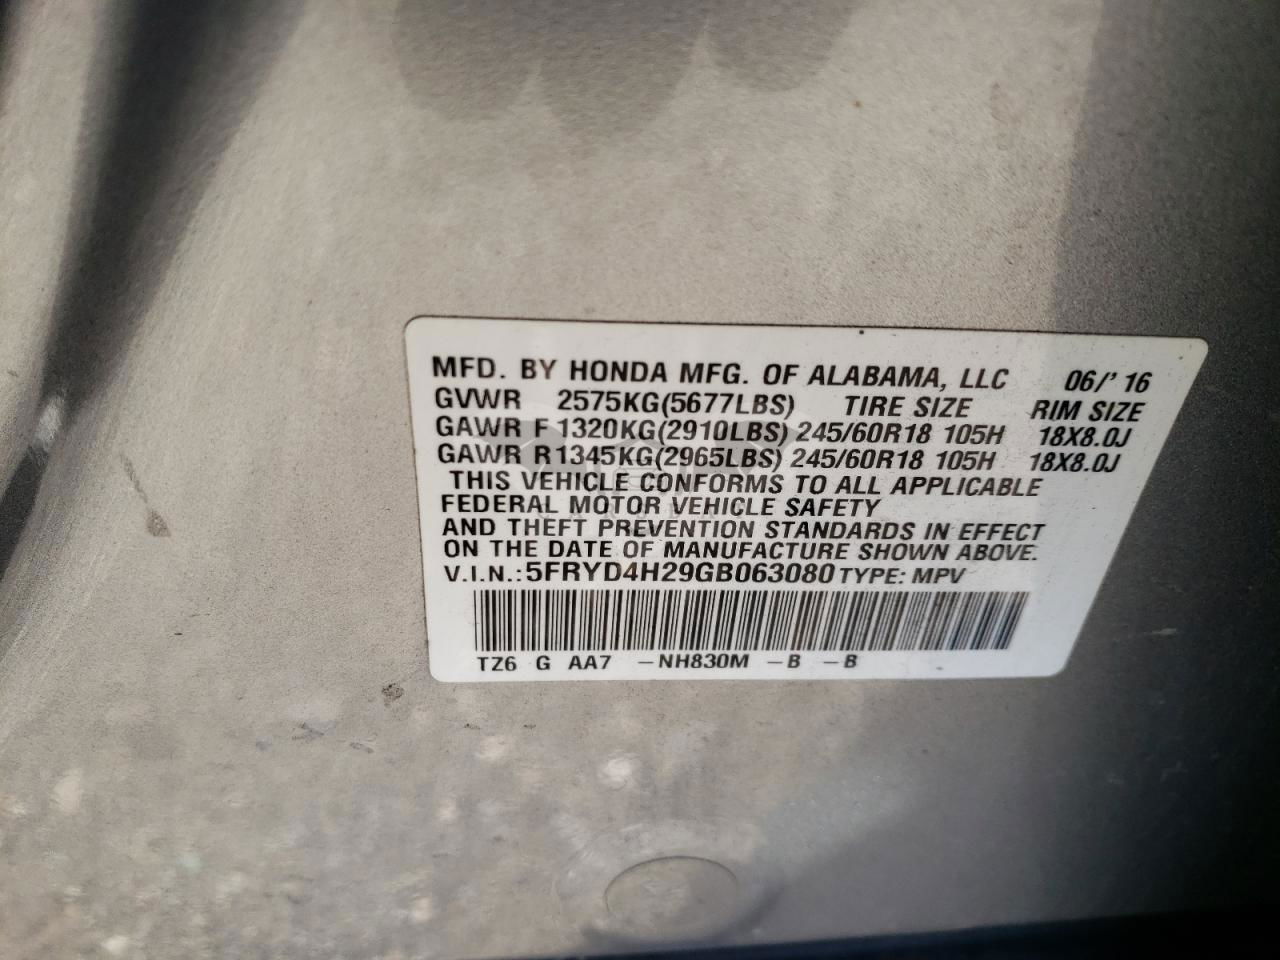 MFD. BY HONDA MFG. OF ALABAMA, LLC 06/' 16
GVWR 2575KG(5677LBS) TIRE SIZE RIM SIZE
GAWR F 1320KG(2910LBS) 245/60R18 105H 18X8.0J
GAWR R 1345KG(2965LBS) 245/60R18 105H 18X8.0J
THIS VEHICLE CONFORMS TO ALL APPLICABLE
FEDERAL MOTOR VEHICLE SAFETY
AND THEFT PREVENTION STANDARDS IN EFFECT
ON THE DATE OF MANUFACTURE SHOWN ABOVE.
V.I.N.: 5FRYD4H29GB063080 TYPE: MPV
TZ6 G AA7 -NH830M -B -B